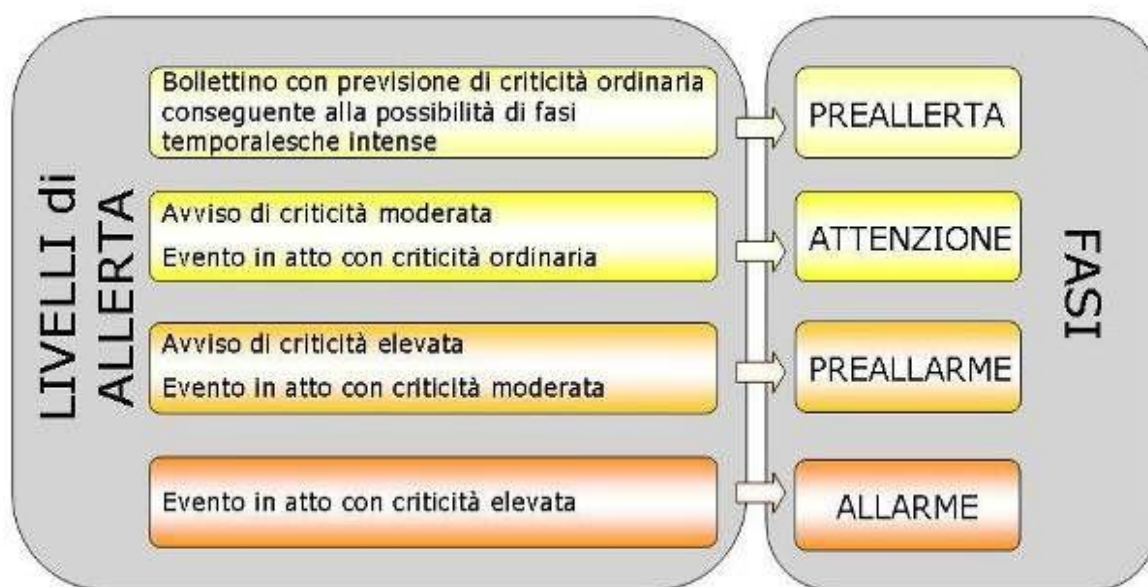 LIVELLI di
ALLERTA
Bollettino con previsione di criticità ordinaria
conseguente alla possibilità di fasi
temporalesche intense
PREALLERTA
Avviso di criticità moderata
Evento in atto con criticità ordinaria
ATTENZIONE
Avviso di criticità elevata
Evento in atto con criticità moderata
PREALLARME
Evento in atto con criticità elevata
ALLARME
FASI